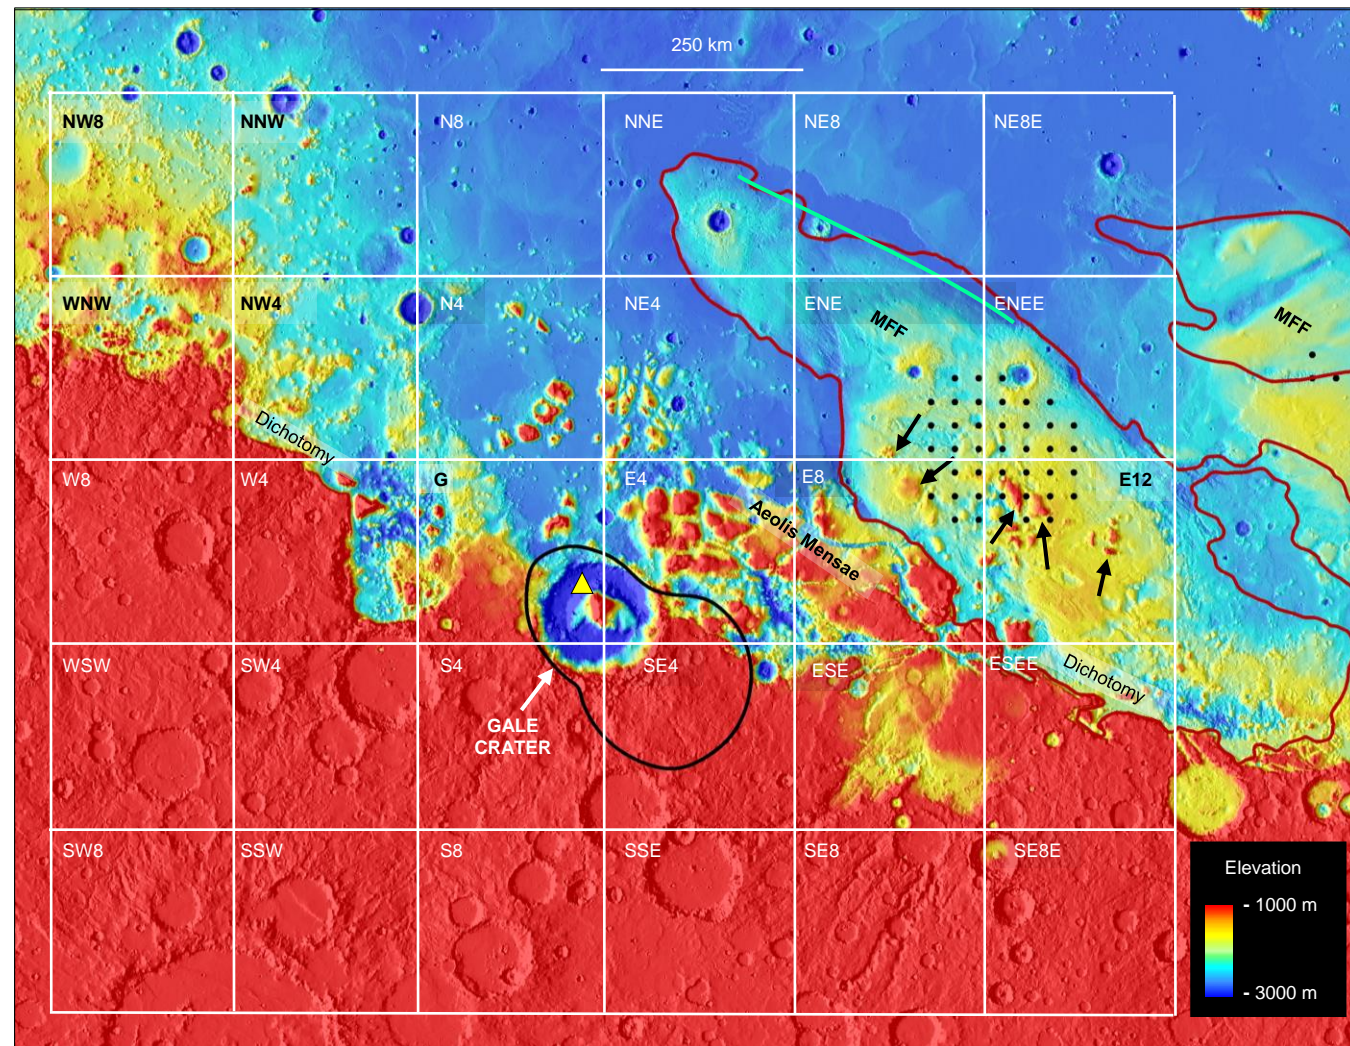 250 km
NW8
NNW
N8
NNE
NE8
NE8E
WNW
NW4
N4
NE4
ENE
ENEE
MFF
MFF
Dichotomy
W8
W4
G
E4
E8
E12
Aeolis Mensae
WSW
SW4
S4
SE4
ESE
ESEE
Dichotomy
GALE
CRATER
SW8
SSW
S8
SSE
SE8
SE8E
Elevation
- 1000 m
- 3000 m